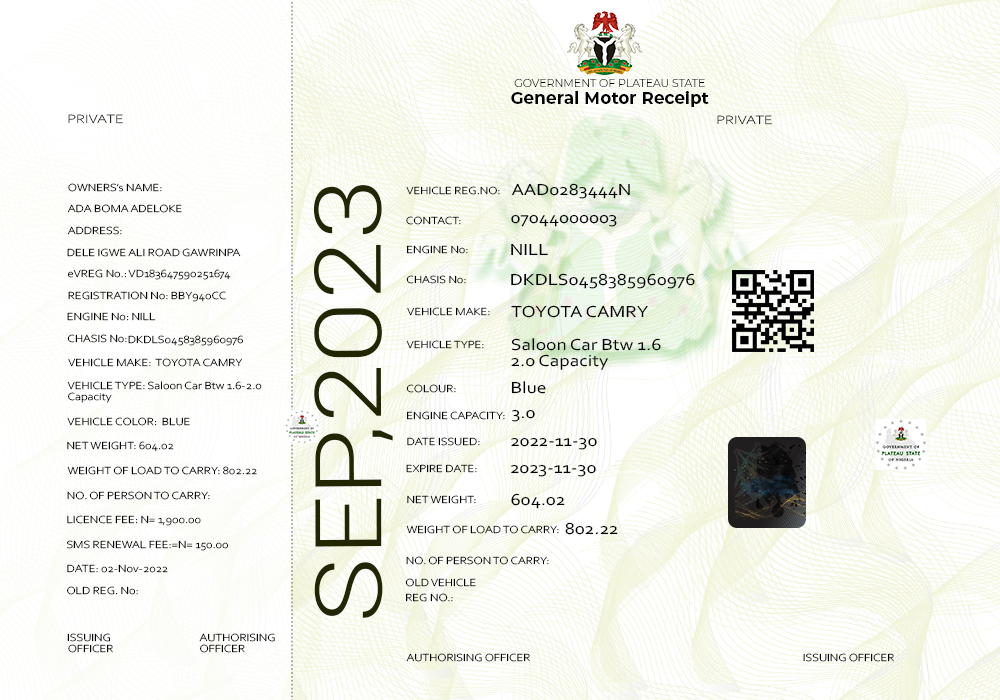 GOVERNMENT OF PLATEAU STATE
General Motor Receipt
PRIVATE
OWNERS's NAME:
ADA BOMA ADELOKE
ADDRESS:
DELE IGWE ALI ROAD GAWRINPA
eVREG No.: VD183647590251674
REGISTRATION No: BBY940CC
ENGINE No: NILL
CHASIS No:DKDLS0458385960976
VEHICLE MAKE: TOYOTA CAMRY
VEHICLE TYPE: Saloon Car Btw 1.6-2.0
Capacity
VEHICLE COLOR: BLUE
NET WEIGHT: 604.02
WEIGHT OF LOAD TO CARRY: 802.22
NO. OF PERSON TO CARRY:
LICENCE FEE: N= 1,900.00
SMS RENEWAL FEE:=N= 150.00
DATE: 02-Nov-2022
OLD REG. No:
ISSUING
OFFICER
AUTHORISING
OFFICER
GOVERNMENT OF
PLATEAU STATE
OF NIGERIA
SEP,2023
PRIVATE
VEHICLE REG.NO: AAD0283444N
CONTACT: 07044000003
ENGINE No: NILL
CHASIS No: DKDLS0458385960976
VEHICLE MAKE: TOYOTA CAMRY
VEHICLE TYPE: Saloon Car Btw 1.6
2.0 Capacity
COLOUR: Blue
ENGINE CAPACITY: 3.0
DATE ISSUED: 2022-11-30
EXPIRE DATE: 2023-11-30
NET WEIGHT: 604.02
WEIGHT OF LOAD TO CARRY: 802.22
NO. OF PERSON TO CARRY:
OLD VEHICLE
REG NO.:
GOVERNMENT OF
PLATEAU STATE
OF NIGERIA
AUTHORISING OFFICER
ISSUING OFFICER